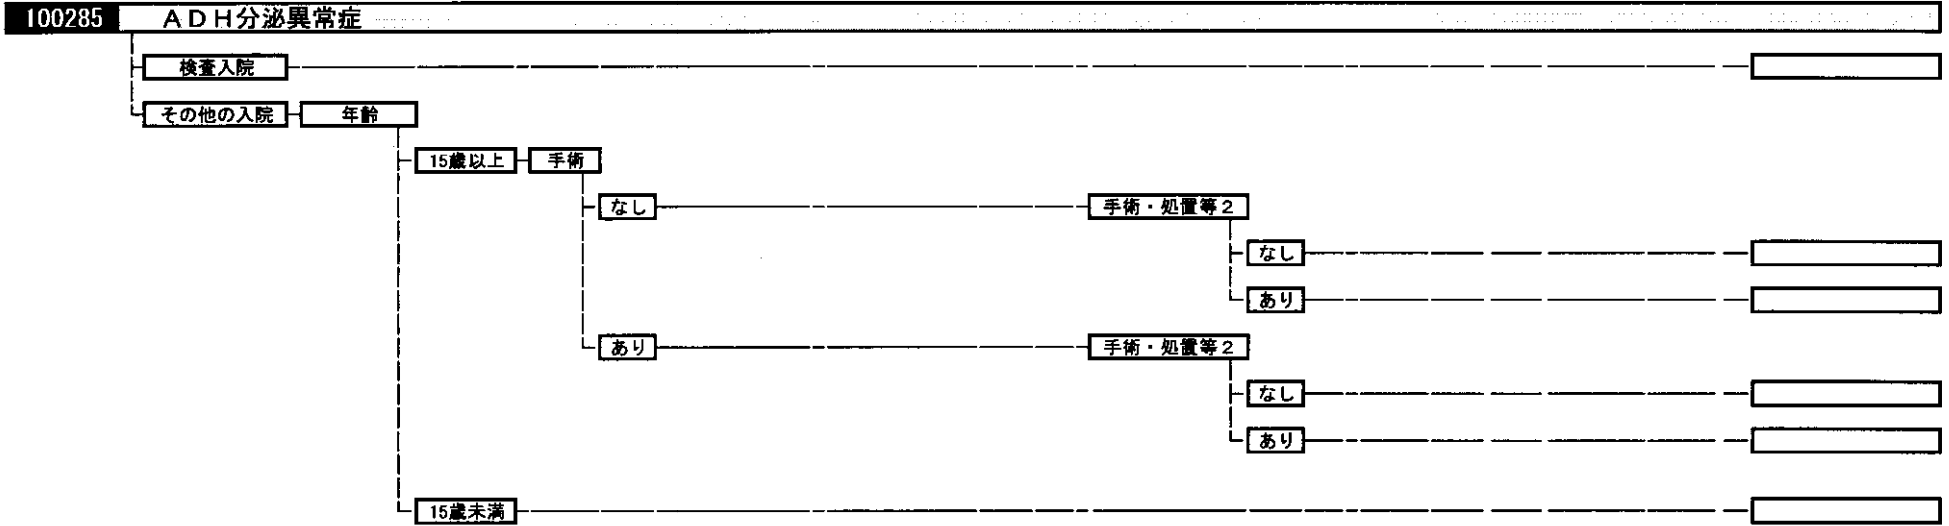 100285 ADH分泌異常症
検査入院
その他の入院 年齢
15歳以上 手術
なし 手術・処置等2
なし
あり
あり 手術・処置等2
なし
あり
15歳未満